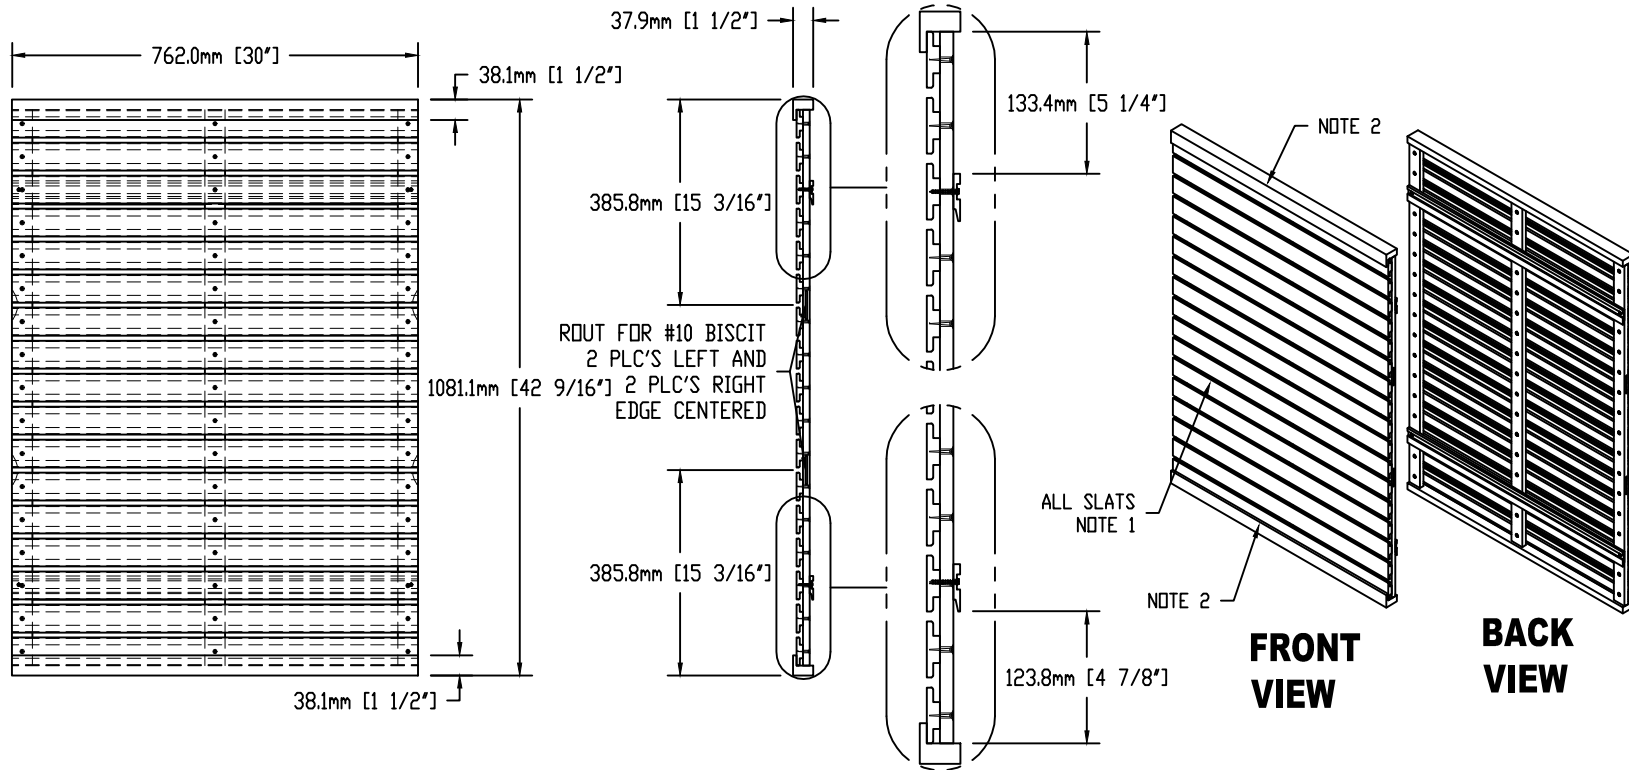 762.0mm [30"]
38.1mm [1 1/2"]
1081.1mm [42 9/16"]
38.1mm [1 1/2"]
37.9mm [1 1/2"]
385.8mm [15 3/16"]
ROUT FOR #10 BISCIT
2 PLC'S LEFT AND
2 PLC'S RIGHT
EDGE CENTERED
385.8mm [15 3/16"]
133.4mm [5 1/4"]
123.8mm [4 7/8"]
NOTE 2
ALL SLATS
NOTE 1
NOTE 2
FRONT
VIEW
BACK
VIEW